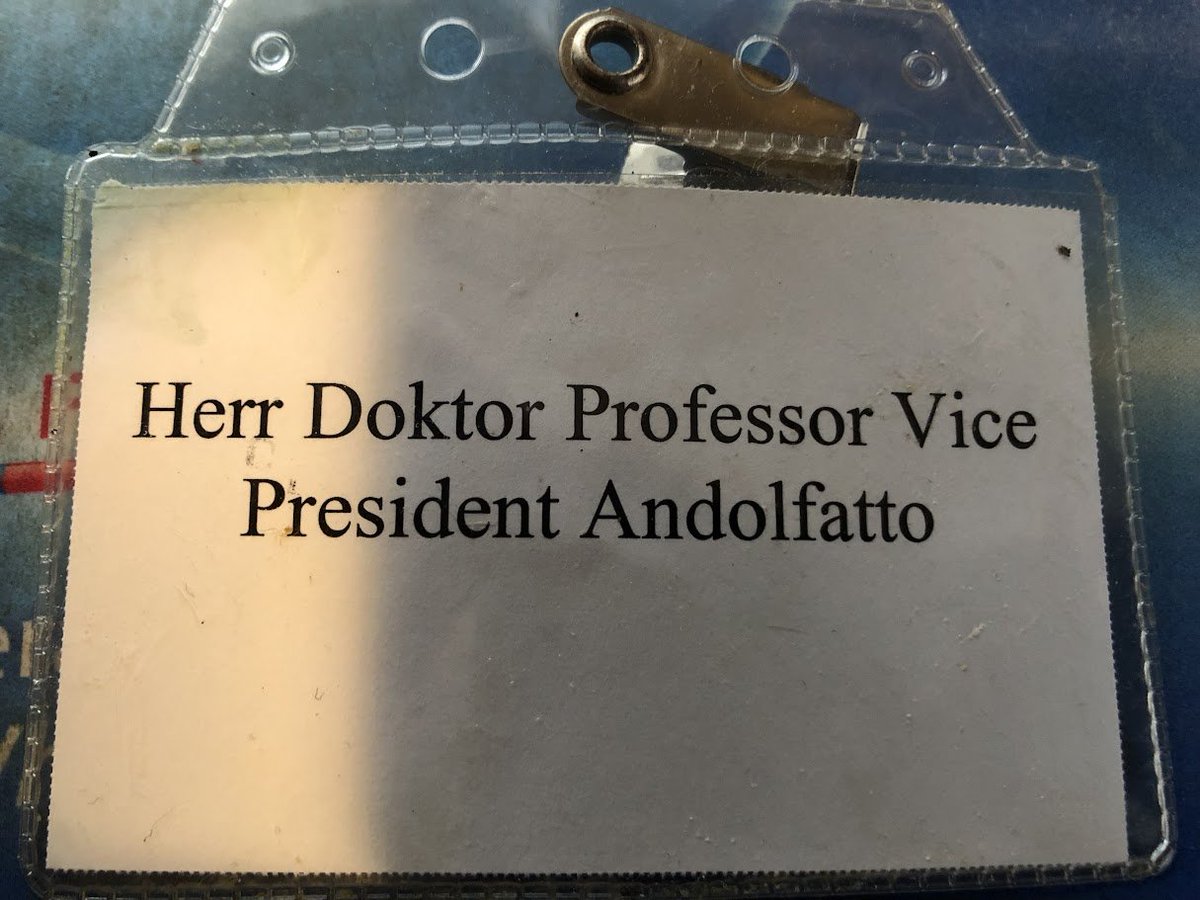 Herr Doktor Professor Vice
President Andolfatto